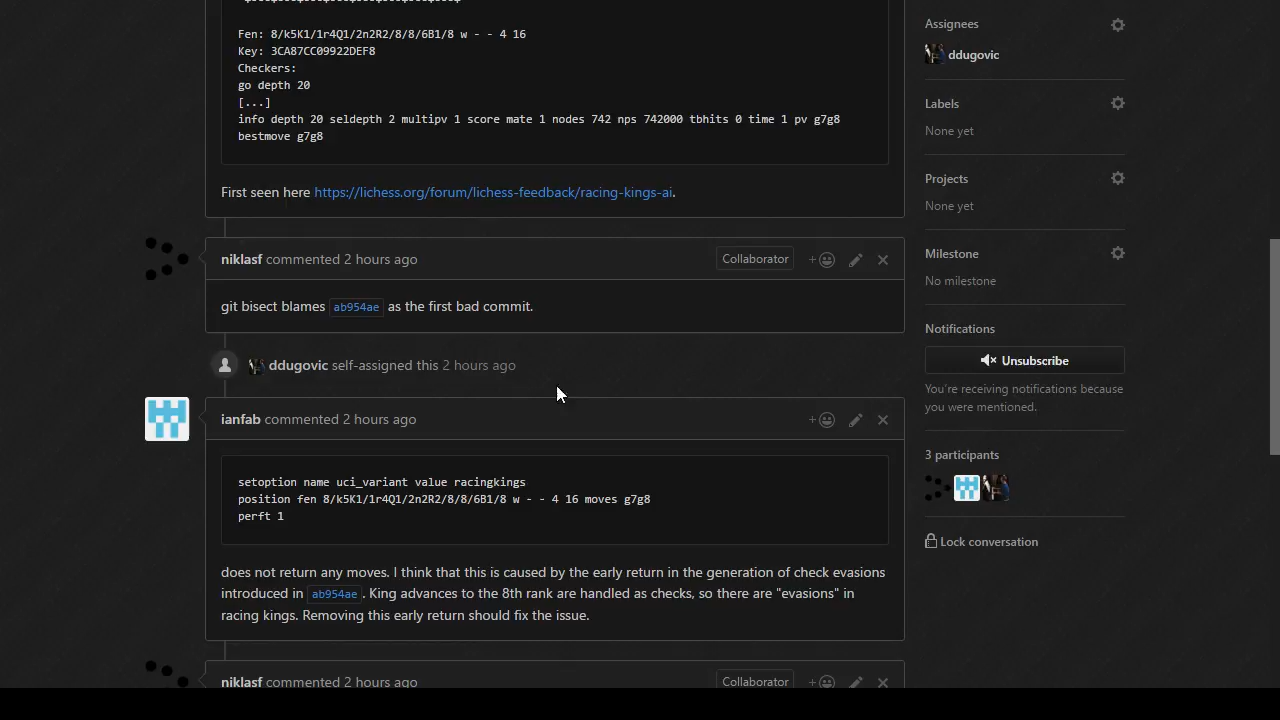 Fen: 8/k5K1/1r4Q1/2n2R2/8/8/6B1/8 w - - 4 16
Key: 3CA87CC09922DEF8
Checkers:
go depth 20
[...]
info depth 20 seldepth 2 multipv 1 score mate 1 nodes 742 nps 742000 tbhits 0 time 1 pv g7g8
bestmove g7g8
First seen here https://lichess.org/forum/lichess-feedback/racing-kings-ai.
niklasf commented 2 hours ago
Collaborator
git bisect blames ab954ae as the first bad commit.
ddugovic self-assigned this 2 hours ago
ianfab commented 2 hours ago
setoption name uci_variant value racingkings
position fen 8/k5K1/1r4Q1/2n2R2/8/8/6B1/8 w - - 4 16 moves g7g8
perft 1
does not return any moves. I think that this is caused by the early return in the generation of check evasions
introduced in ab954ae. King advances to the 8th rank are handled as checks, so there are "evasions" in
racing kings. Removing this early return should fix the issue.
niklasf commented 2 hours ago
Collaborator
Assignees
ddugovic
Labels
None yet
Projects
None yet
Milestone
No milestone
Notifications
Unsubscribe
You're receiving notifications because
you were mentioned.
3 participants
Lock conversation